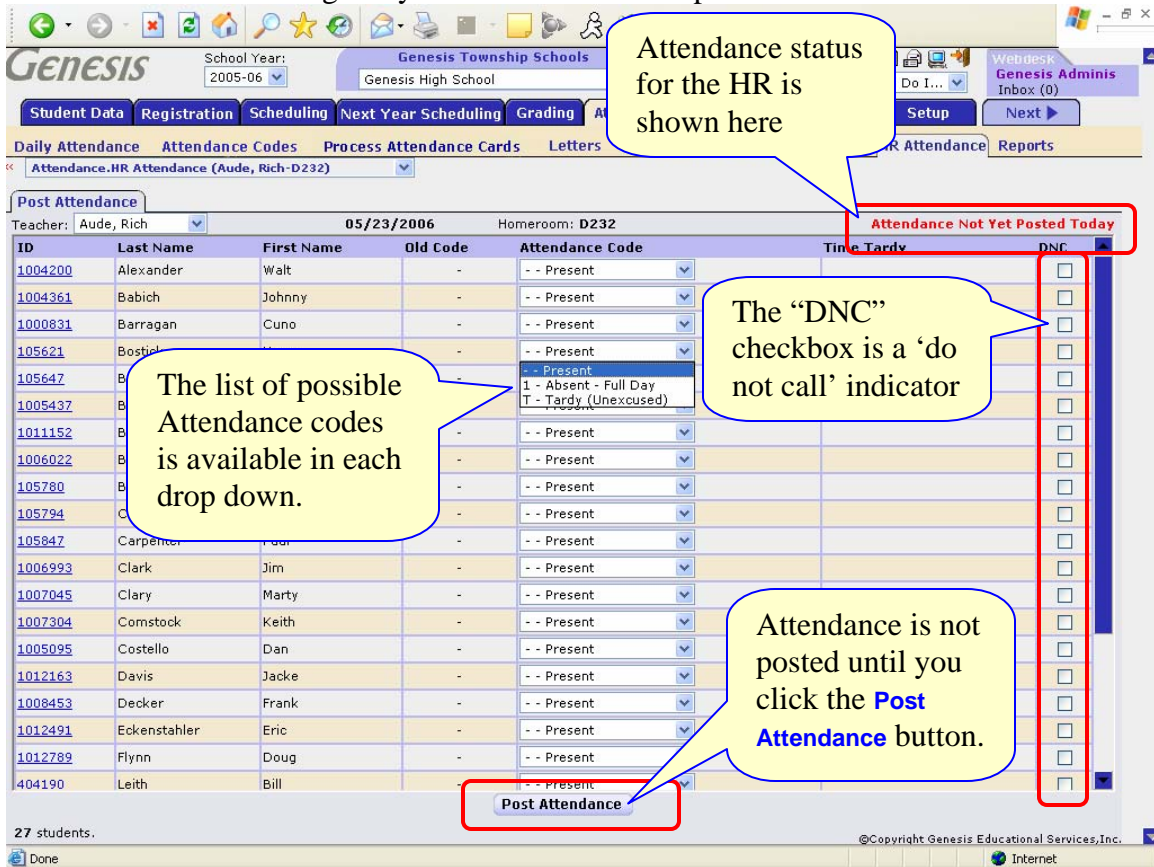 Genesis
School Year:
2005-06
Genesis Township Schools
Genesis High School
Do I...
Webdesk
Genesis Adminis
Inbox (0)
Attendance status
for the HR is
shown here
Student Data Registration Scheduling Next Year Scheduling Grading Setup Next
Daily Attendance Attendance Codes Process Attendance Cards Letters HR Attendance Reports
« Attendance.HR Attendance (Aude, Rich-D232)
Post Attendance
Teacher: Aude, Rich 05/23/2006 Homeroom: D232 Attendance Not Yet Posted Today
ID Last Name First Name Old Code Attendance Code Time Tardy DNC
1004200 Alexander Walt - - - Present
1004361 Babich Johnny - - - Present
1000831 Barragan Cuno - - - Present
105621 - - - Present
105647 B
- - Present
1 - Absent - Full Day
T - Tardy (Unexcused)
1005437 B
1011152 B - - - Present
1006022 B - - - Present
105780 B - - - Present
105794 C - - - Present
105847 Carpenter - - - Present
1006993 Clark Jim - - - Present
1007045 Clary Marty - - - Present
1007304 Comstock Keith - - - Present
1005095 Costello Dan - - - Present
1012163 Davis Jacke - - - Present
1008453 Decker Frank - - - Present
1012491 Eckenstahler Eric - - - Present
1012789 Flynn Doug - - - Present
404190 Leith Bill - - - Present
The "DNC"
checkbox is a 'do
not call' indicator
The list of possible
Attendance codes
is available in each
drop down.
Attendance is not
posted until you
click the Post
Attendance button.
Post Attendance
27 students.
©Copyright Genesis Educational Services,Inc.
Done Internet